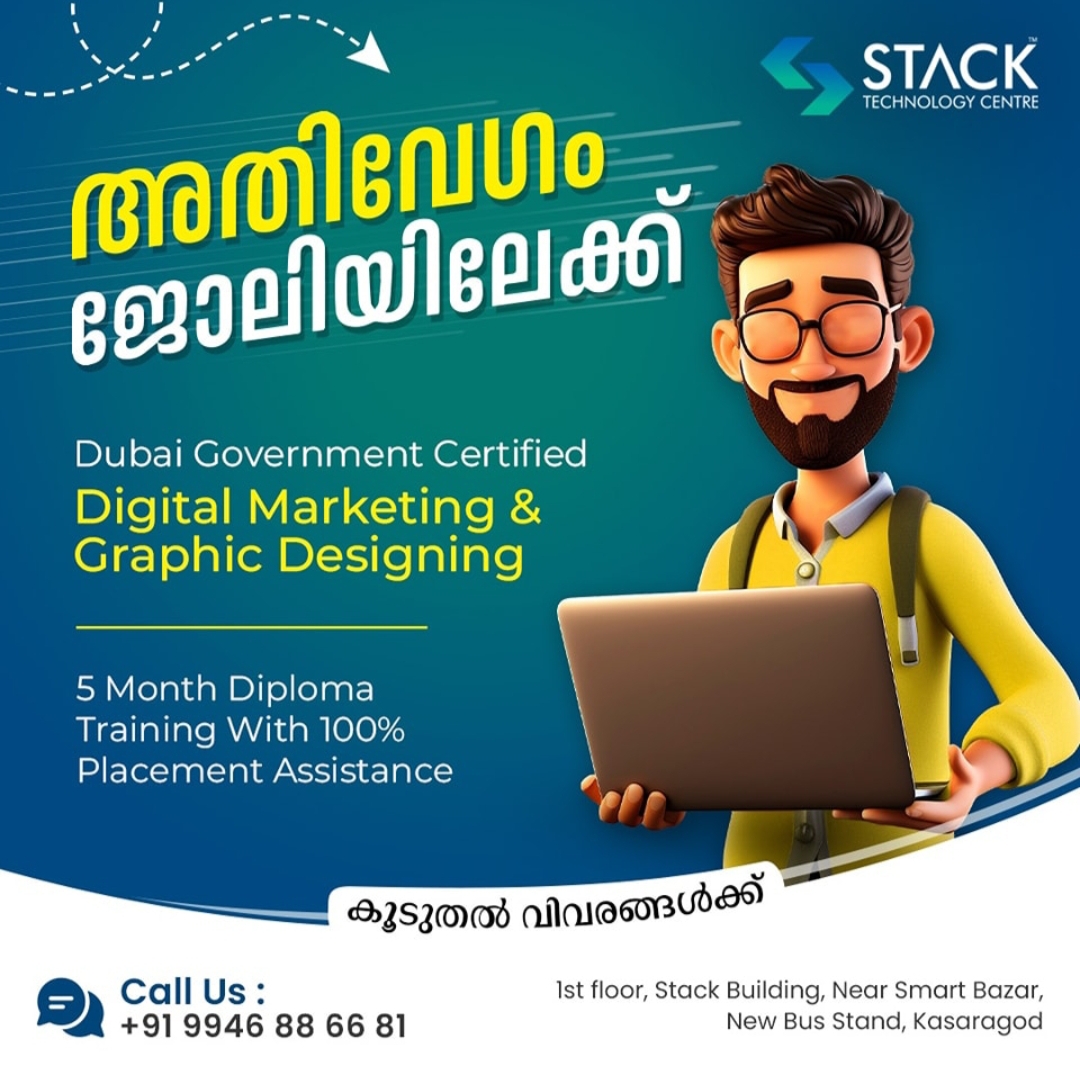 STACK™
TECHNOLOGY CENTRE
അതിവേഗം
ജോലിയിലേക്ക്
Dubai Government Certified
Digital Marketing &
Graphic Designing
5 Month Diploma
Training With 100%
Placement Assistance
കൂടുതൽ വിവരങ്ങൾക്ക്
Call Us :
+91 9946 88 66 81
1st floor, Stack Building, Near Smart Bazar,
New Bus Stand, Kasaragod